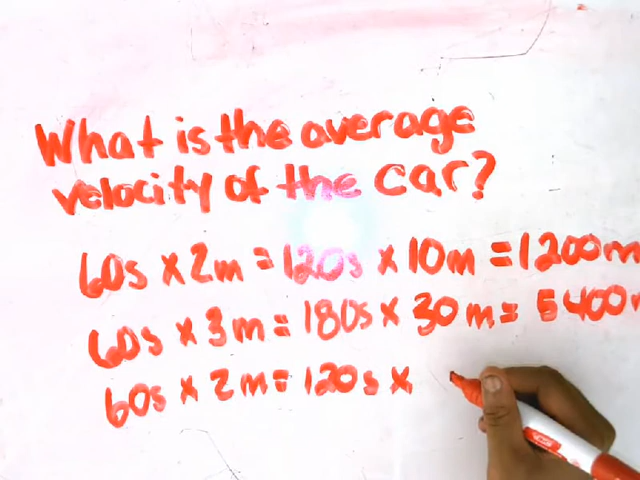 What is the average
velocity of the car?
60s x 2m = 120s x 10m = 1200m
60s x 3m = 180s x 30m = 5400m
60s x 2m = 120s x